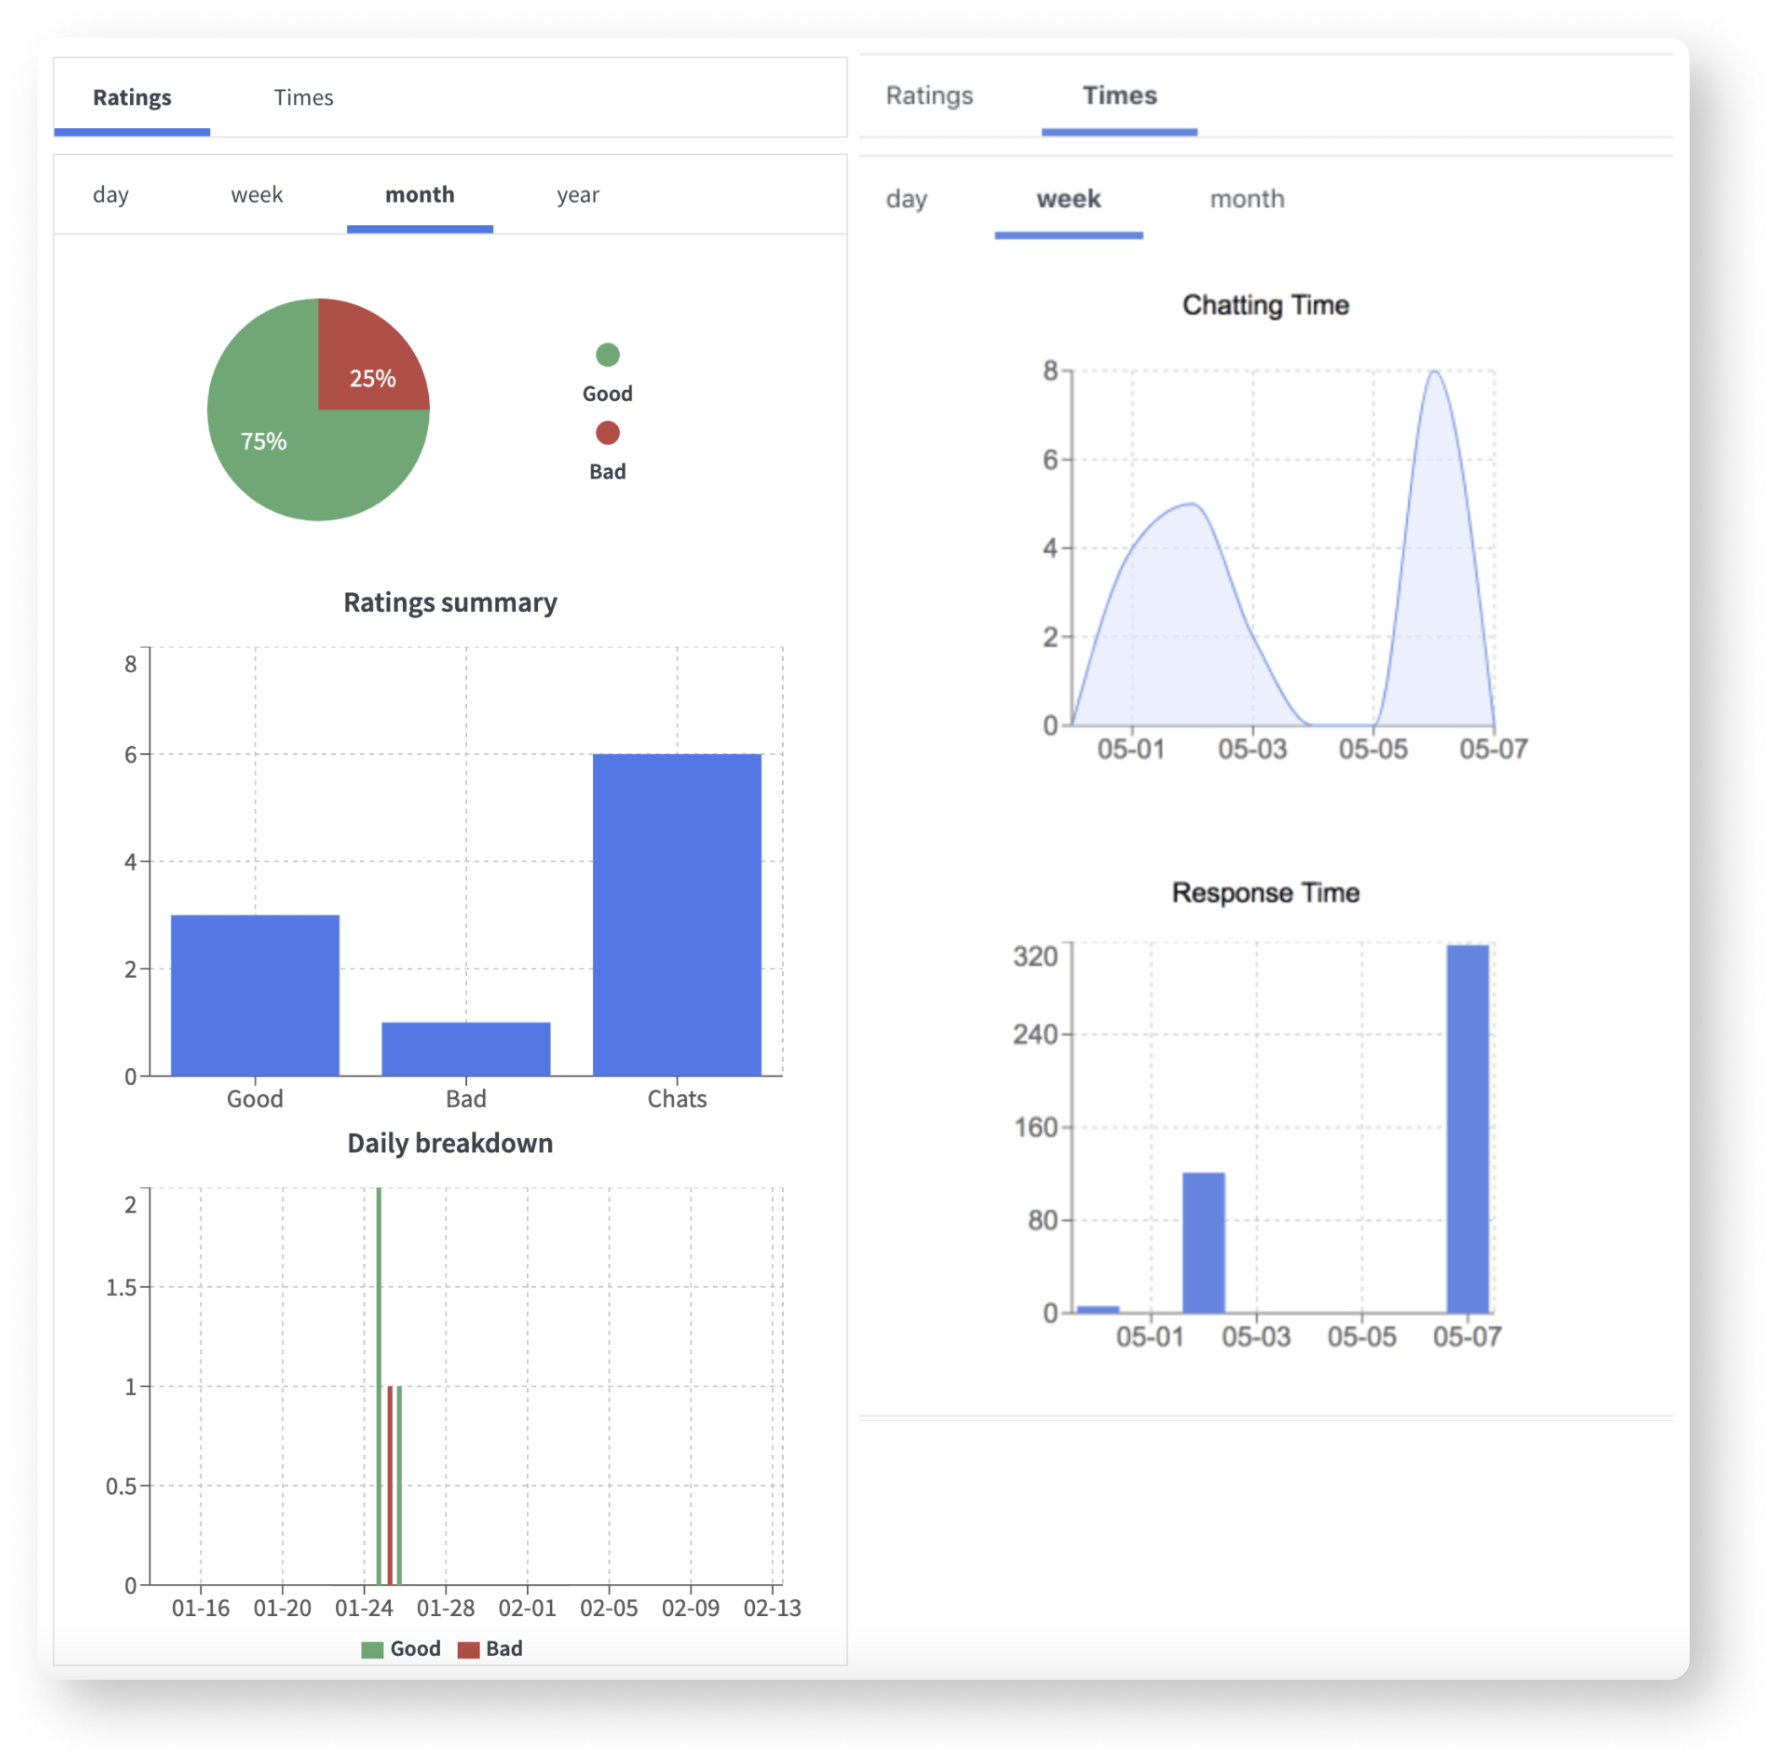 Ratings Times
day week month year
25%
75%
Good
Bad
Ratings summary
8
6
4
2
0
Good Bad Chats
Daily breakdown
2
1.5
1
0.5
0
01-16 01-20 01-24 01-28 02-01 02-05 02-09 02-13
Good Bad
Ratings Times
day week month
Chatting Time
8
6
4
2
0
05-01 05-03 05-05 05-07
Response Time
320
240
160
80
0
05-01 05-03 05-05 05-07